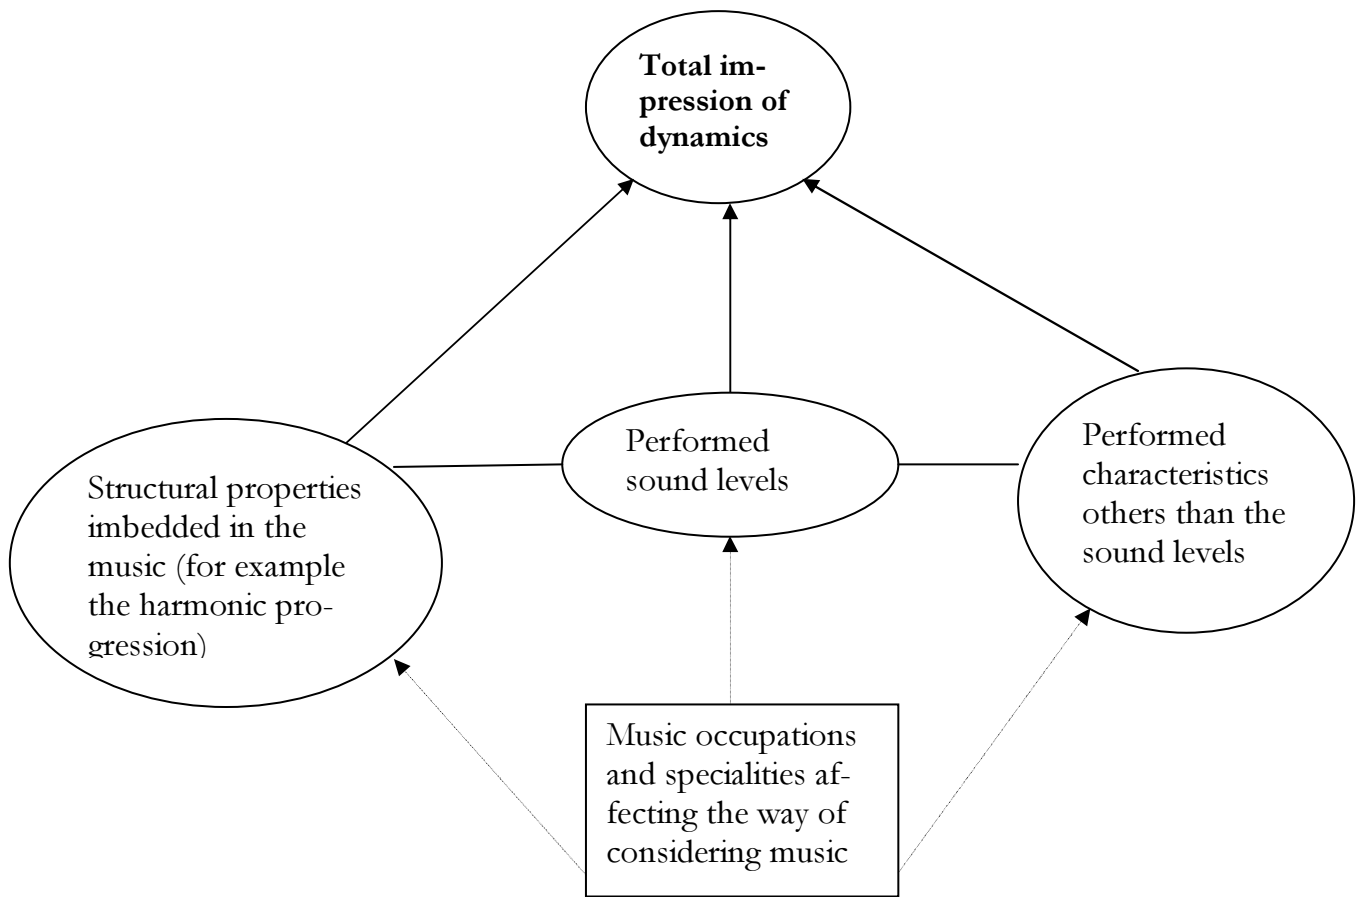 Total im-
pression of
dynamics
Structural properties
imbedded in the
music (for example
the harmonic pro-
gression)
Performed
sound levels
Performed
characteristics
others than the
sound levels
Music occupations
and specialities af-
fecting the way of
considering music